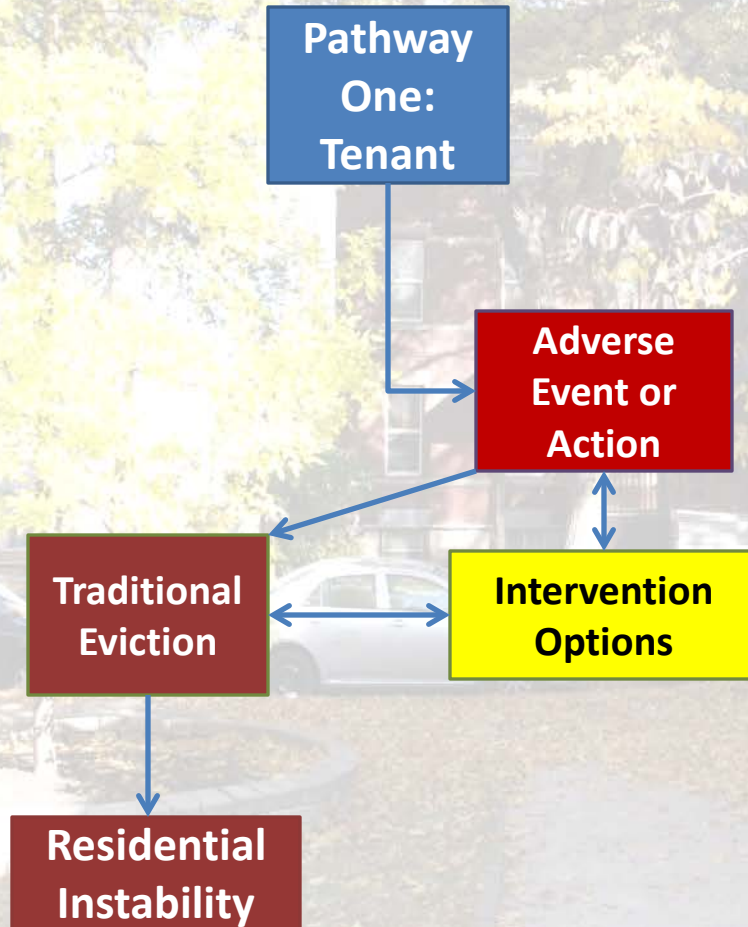 Pathway
One:
Tenant
Adverse
Event or
Action
Traditional
Eviction
Intervention
Options
Residential
Instability